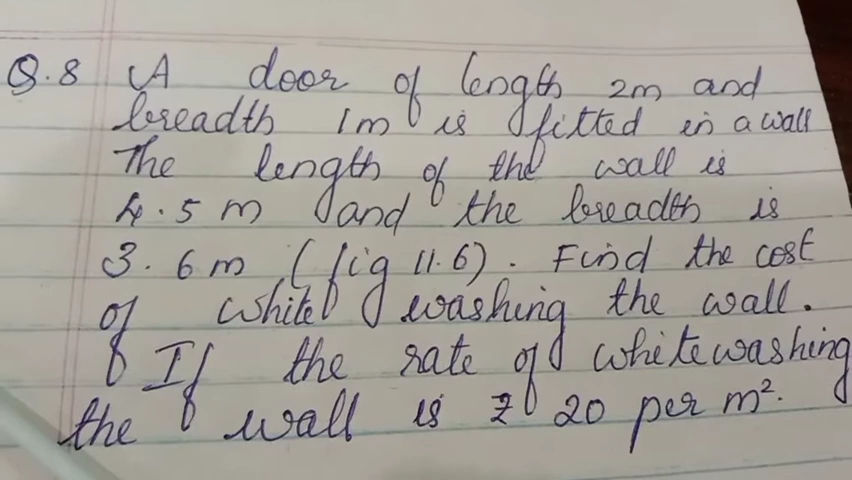 Q.8 A door of length 2m and
breadth 1m is fitted in a wall
The length of the wall is
4.5 m and the breadth is
3.6m (fig 11.6). Find the cost
of white washing the wall.
If the rate of whitewashing
the wall is ₹ 20 per m².